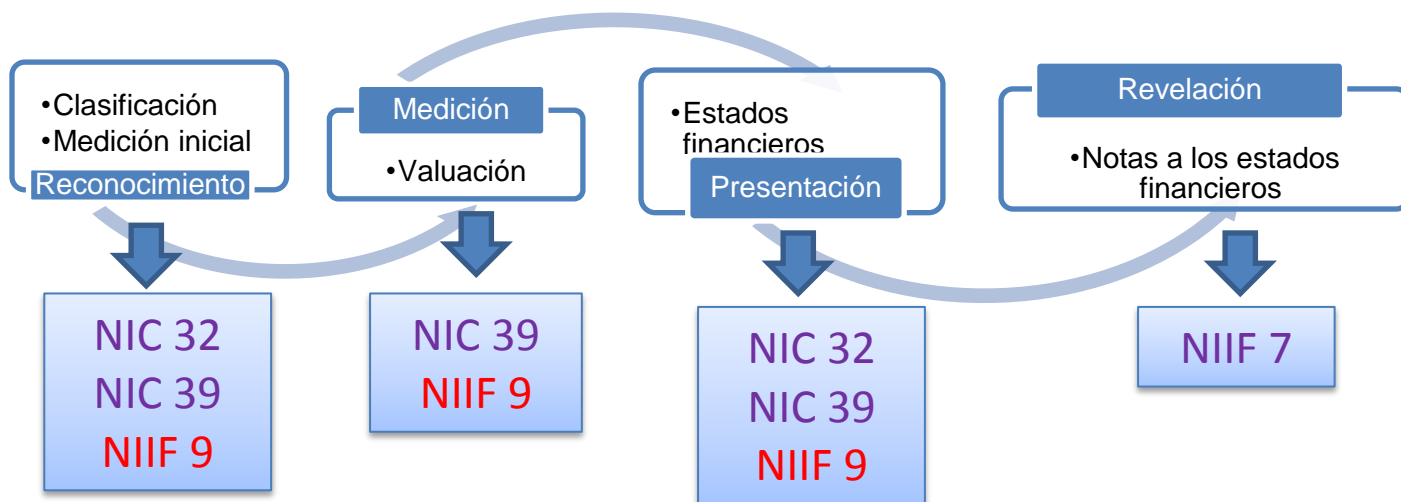 •Clasificación
•Medición inicial
Reconocimiento
NIC 32
NIC 39
NIIF 9
Medición
•Valuación
NIC 39
NIIF 9
•Estados
financieros
Presentación
NIC 32
NIC 39
NIIF 9
Revelación
•Notas a los estados
financieros
NIIF 7